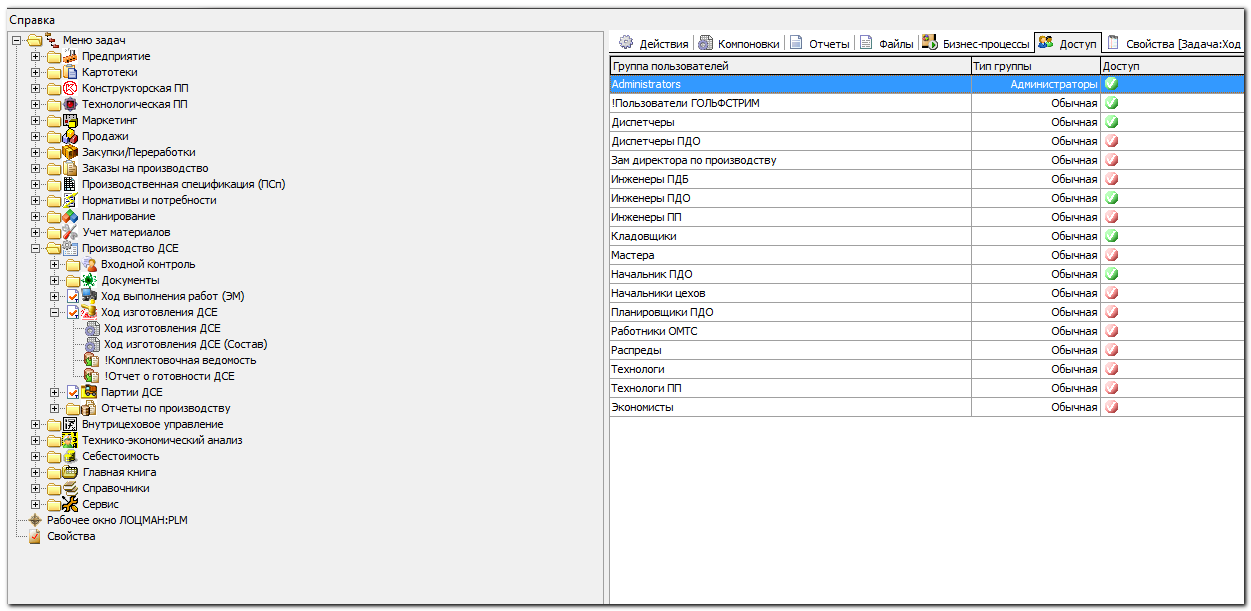 Справка
Меню задач
Предприятие
Картотеки
Конструкторская ПП
Технологическая ПП
Маркетинг
Продажи
Закупки/Переработки
Заказы на производство
Производственная спецификация (ПСп)
Нормативы и потребности
Планирование
Учет материалов
Производство ДСЕ
Входной контроль
Документы
Ход выполнения работ (ЭМ)
Ход изготовления ДСЕ
Ход изготовления ДСЕ
Ход изготовления ДСЕ (Состав)
!Комплектовочная ведомость
!Отчет о готовности ДСЕ
Партии ДСЕ
Отчеты по производству
Внутрицеховое управление
Технико-экономический анализ
Себестоимость
Главная книга
Справочники
Сервис
Рабочее окно ЛОЦМАН:PLM
Свойства
Действия Компоновки Отчеты Файлы Бизнес-процессы Доступ Свойства [Задача:Ход
Группа пользователей Тип группы Доступ
Administrators Администраторы
!Пользователи ГОЛЬФСТРИМ Обычная
Диспетчеры Обычная
Диспетчеры ПДО Обычная
Зам директора по производству Обычная
Инженеры ПДБ Обычная
Инженеры ПДО Обычная
Инженеры ПП Обычная
Кладовщики Обычная
Мастера Обычная
Начальник ПДО Обычная
Начальники цехов Обычная
Планировщики ПДО Обычная
Работники ОМТС Обычная
Распреды Обычная
Технологи Обычная
Технологи ПП Обычная
Экономисты Обычная